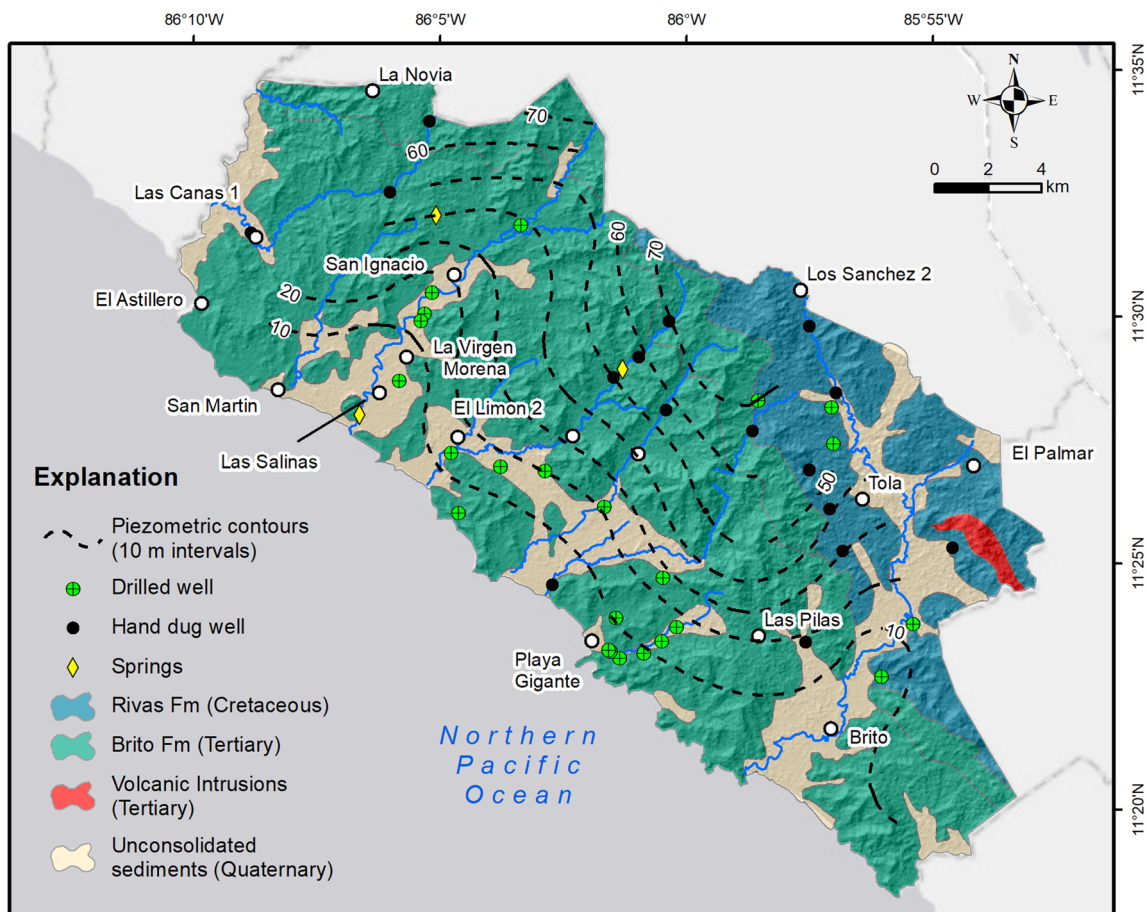 86°10'W
86°5'W
86°0'W
85°55'W
11°35'N
11°30'N
11°25'N
11°20'N
N
W
E
S
0
2
4
km
La Novia
70
60
Las Canas 1
60
70
San Ignacio
Los Sanchez 2
El Astillero
20
10
La Virgen
Morena
San Martin
El Limon 2
Las Salinas
El Palmar
Tola
50
Las Pilas
10
Playa
Gigante
Brito
Northern
Pacific
Ocean
Explanation
Piezometric contours
(10 m intervals)
Drilled well
Hand dug well
Springs
Rivas Fm (Cretaceous)
Brito Fm (Tertiary)
Volcanic Intrusions
(Tertiary)
Unconsolidated
sediments (Quaternary)